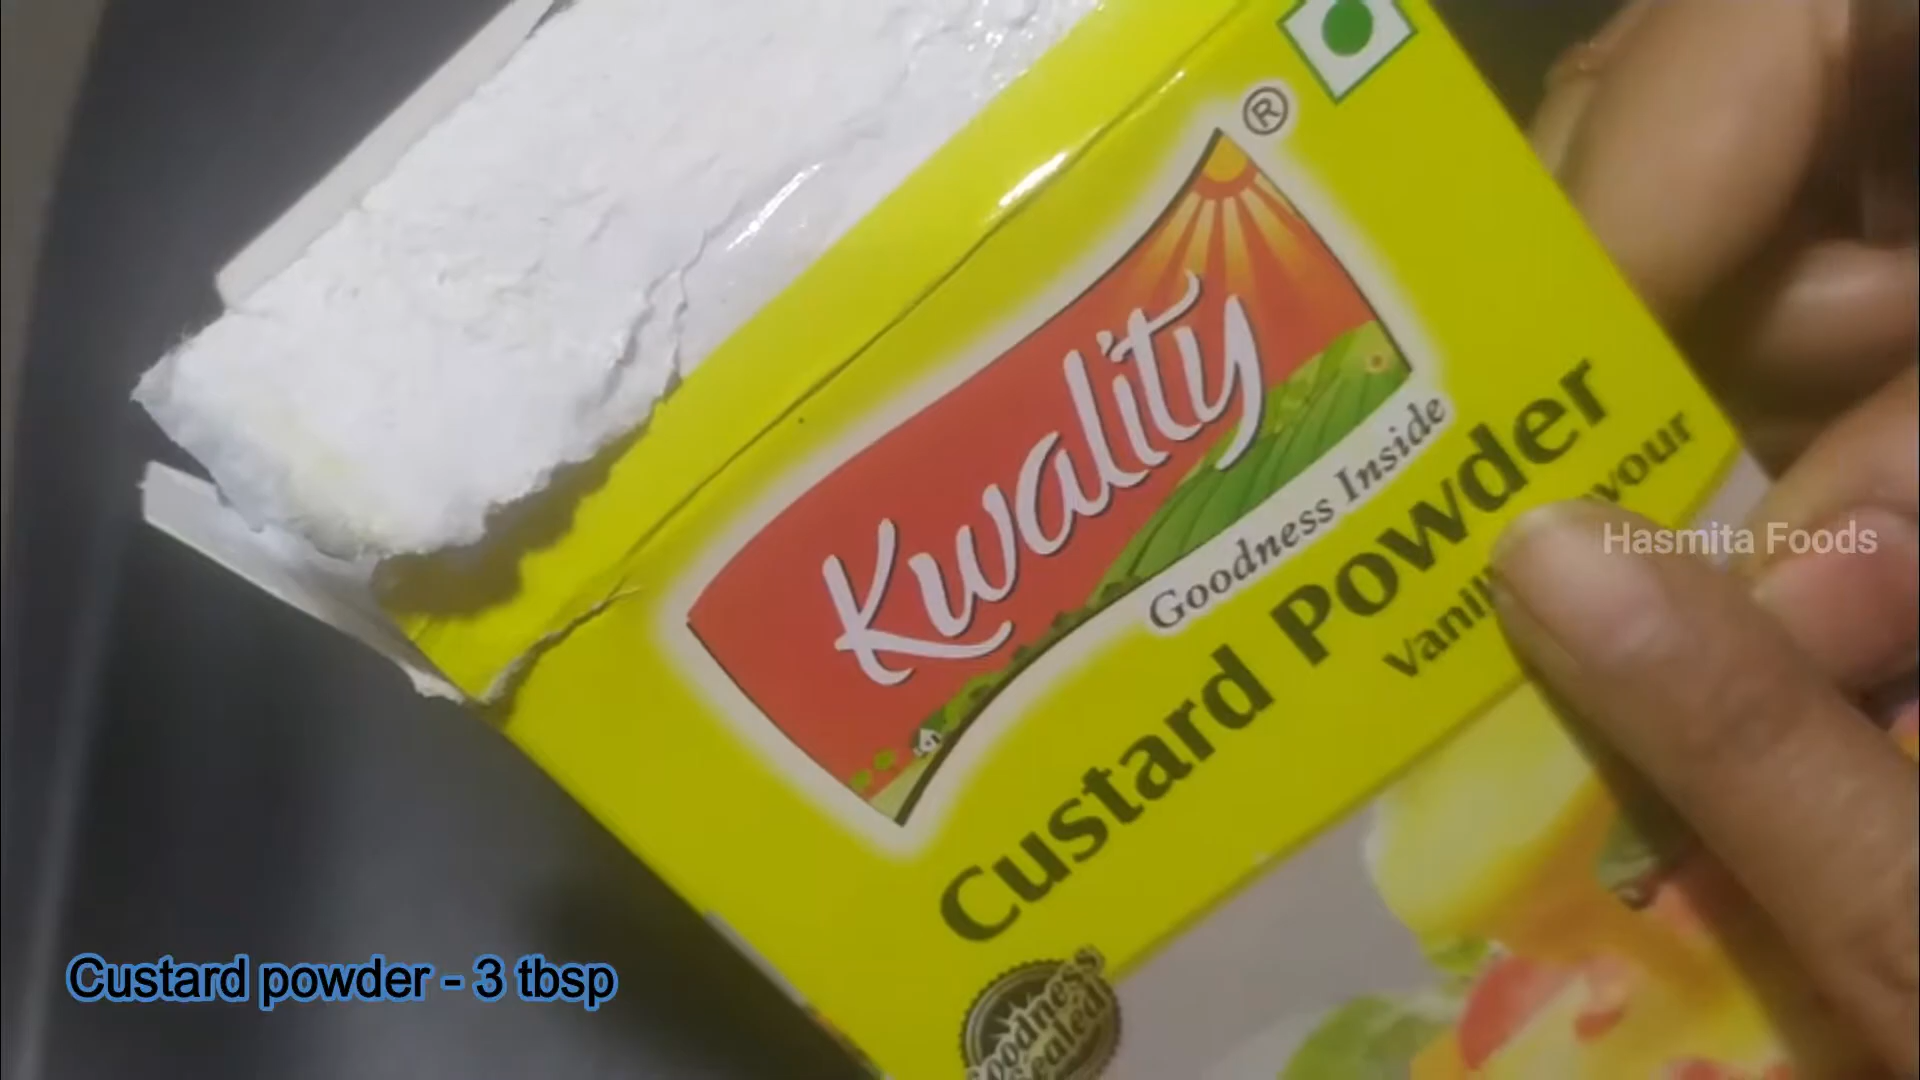 ®
Kwality
Goodness Inside
Custard Powder
Hasmita Foods
Custard powder - 3 tbsp